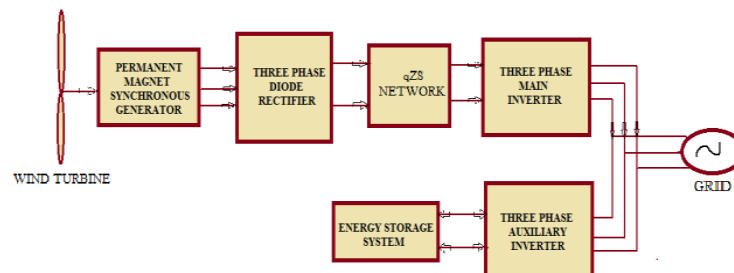 PERMANENT
MAGNET
SYNCHRONOUS
GENERATOR
THREE PHASE
DIODE
RECTIFIER
qZS
NETWORK
THREE PHASE
MAIN
INVERTER
WIND TURBINE
GRID
ENERGY STORAGE
SYSTEM
THREE PHASE
AUXILIARY
INVERTER